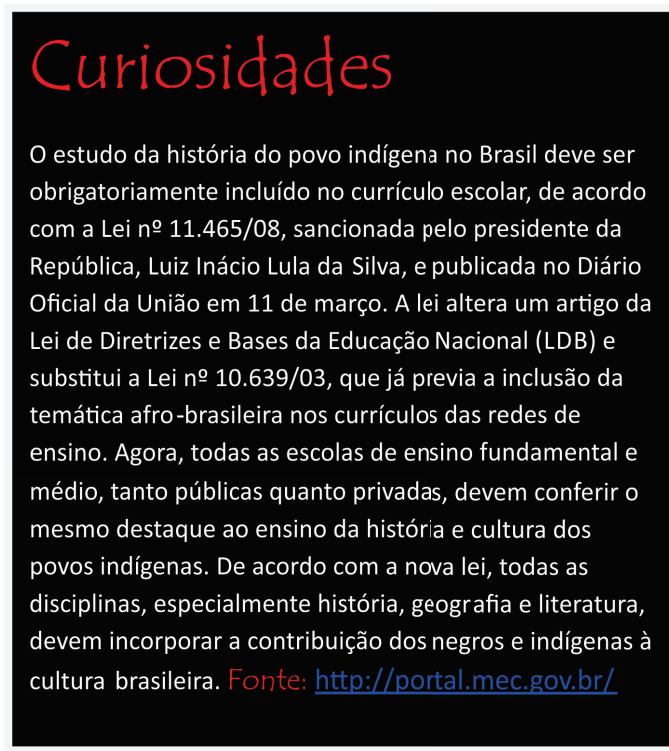 Curiosidades
O estudo da história do povo indígena no Brasil deve ser
obrigatoriamente incluído no currículo escolar, de acordo
com a Lei nº 11.465/08, sancionada pelo presidente da
República, Luiz Inácio Lula da Silva, e publicada no Diário
Oficial da União em 11 de março. A lei altera um artigo da
Lei de Diretrizes e Bases da Educação Nacional (LDB) e
substitui a Lei nº 10.639/03, que já previa a inclusão da
temática afro-brasileira nos currículos das redes de
ensino. Agora, todas as escolas de ensino fundamental e
médio, tanto públicas quanto privadas, devem conferir o
mesmo destaque ao ensino da história e cultura dos
povos indígenas. De acordo com a nova lei, todas as
disciplinas, especialmente história, geografia e literatura,
devem incorporar a contribuição dos negros e indígenas à
cultura brasileira. Fonte: http://portal.mec.gov.br/